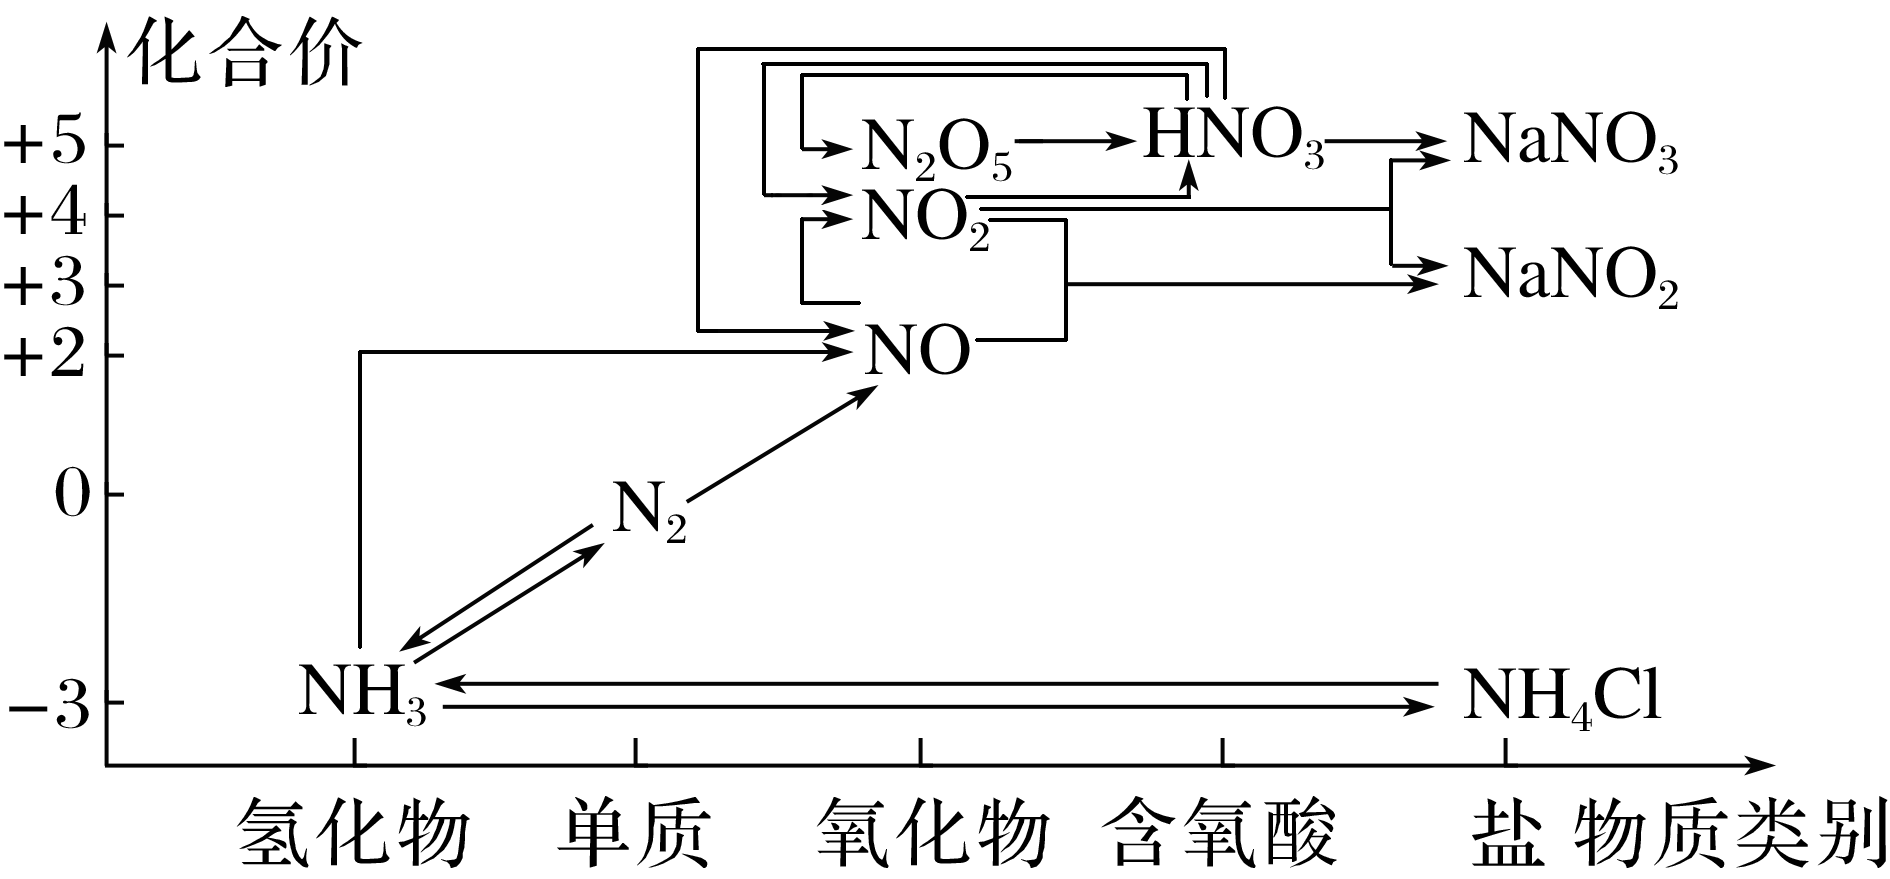 化合价
+5 N₂O₅ HNO₃ NaNO₃
+4 NO₂
+3 NaNO₂
+2 NO
0 N₂
−3 NH₃ NH₄Cl
氢化物 单质 氧化物 含氧酸 盐 物质类别